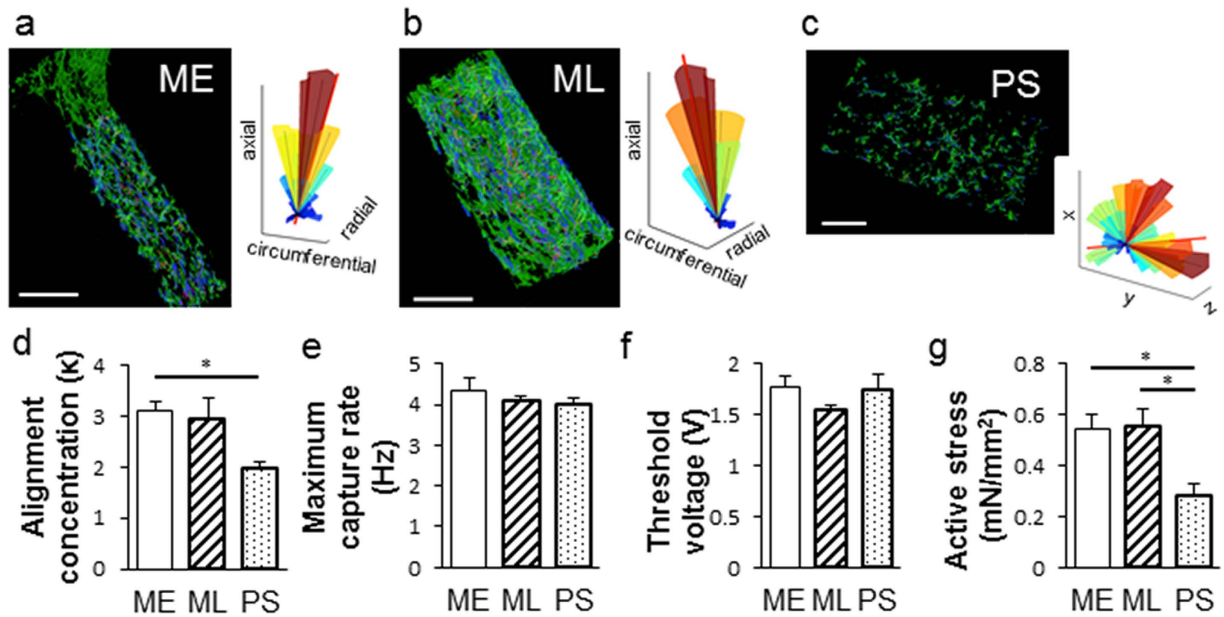 a
ME
axial
circumferential
radial
b
ML
axial
circumferential
radial
c
PS
x
y
z
d
Alignment
concentration (κ)
4
3
2
1
0
*
ME ML PS
e
Maximum
capture rate
(Hz)
5
4
3
2
1
0
ME ML PS
f
Threshold
voltage (V)
2
1.5
1
0.5
0
ME ML PS
g
Active stress
(mN/mm²)
0.8
0.6
0.4
0.2
0
*
*
ME ML PS